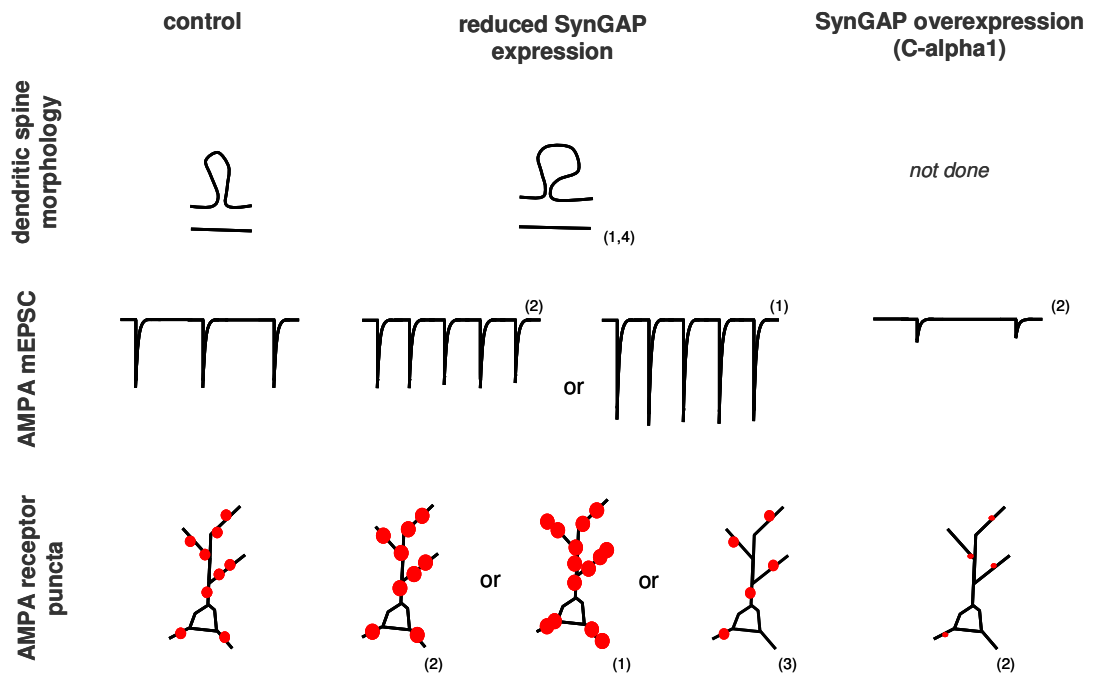 control
reduced SynGAP
expression
SynGAP overexpression
(C-alpha1)
dendritic spine
morphology
not done
(1,4)
AMPA mEPSC
(2)
or
(1)
(2)
AMPA receptor
puncta
or
or
(2)
(1)
(3)
(2)